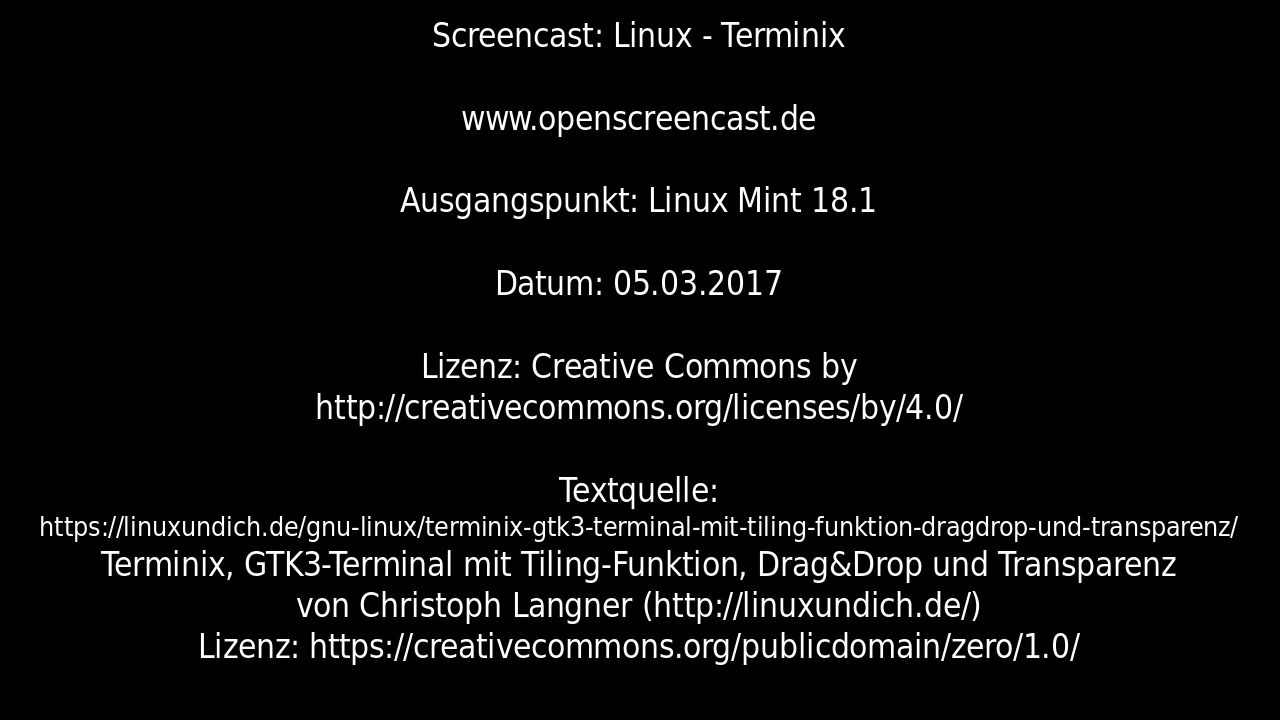 Screencast: Linux - Terminix
www.openscreencast.de
Ausgangspunkt: Linux Mint 18.1
Datum: 05.03.2017
Lizenz: Creative Commons by
http://creativecommons.org/licenses/by/4.0/
Textquelle:
https://linuxundich.de/gnu-linux/terminix-gtk3-terminal-mit-tiling-funktion-dragdrop-und-transparenz/
Terminix, GTK3-Terminal mit Tiling-Funktion, Drag&Drop und Transparenz
von Christoph Langner (http://linuxundich.de/)
Lizenz: https://creativecommons.org/publicdomain/zero/1.0/